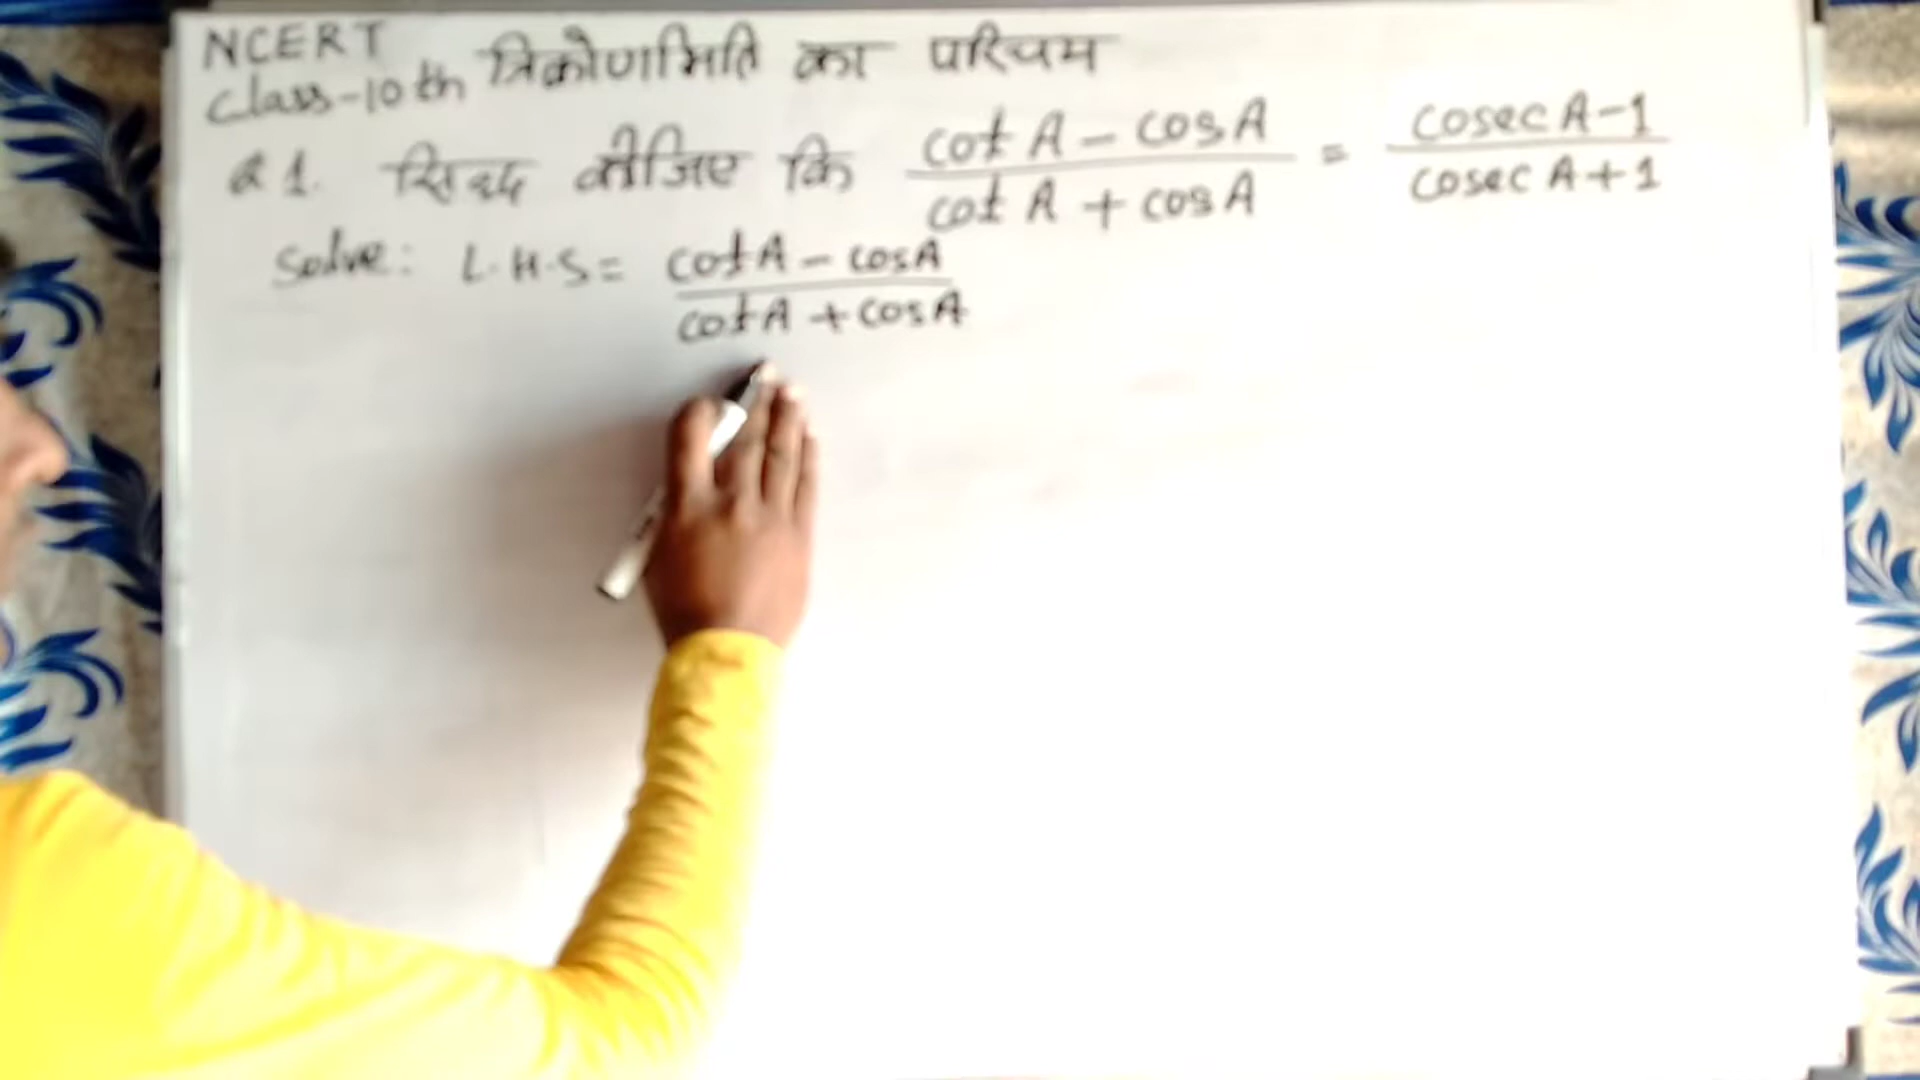 NCERT
Class-10th त्रिकोणमिति का परिचय
Q 1. सिद्ध कीजिए कि (cot A - cos A)/(cot A + cos A) = (cosec A-1)/(cosec A+1)
Solve: L.H.S = (cot A - cos A)/(cot A + cos A)